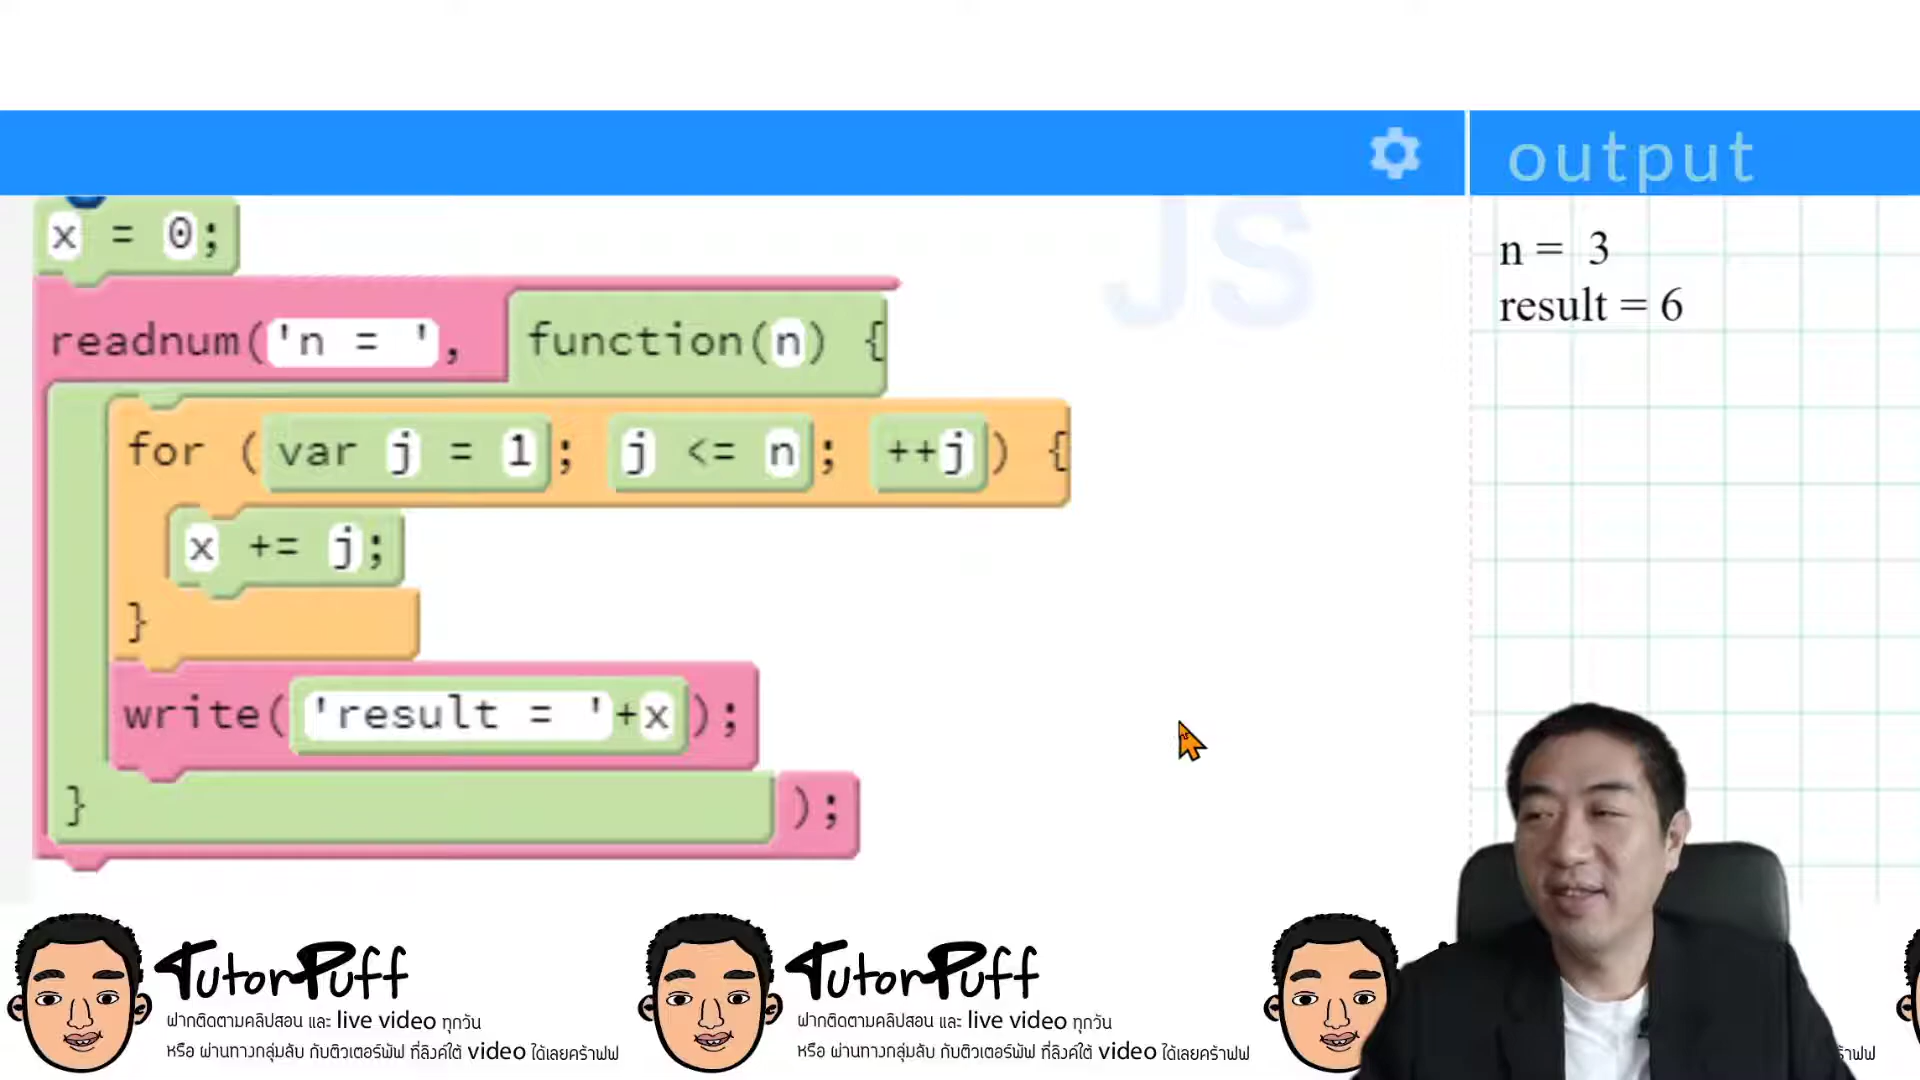 output
JS
x = 0;
readnum('n = ', function(n) {
for (var j = 1; j <= n; ++j) {
x += j;
}
write('result = '+x);
} );
n = 3
result = 6
TutorPuff
ฝากติดตามคลิปสอน และ live video ทุกวัน
หรือ ผ่านทางกลุ่มลับ กับติวเตอร์พัฟ ที่ลิงค์ใต้ video ได้เลยคร้าฟฟ
TutorPuff
ฝากติดตามคลิปสอน และ live video ทุกวัน
หรือ ผ่านทางกลุ่มลับ กับติวเตอร์พัฟ ที่ลิงค์ใต้ video ได้เลยคร้าฟฟ